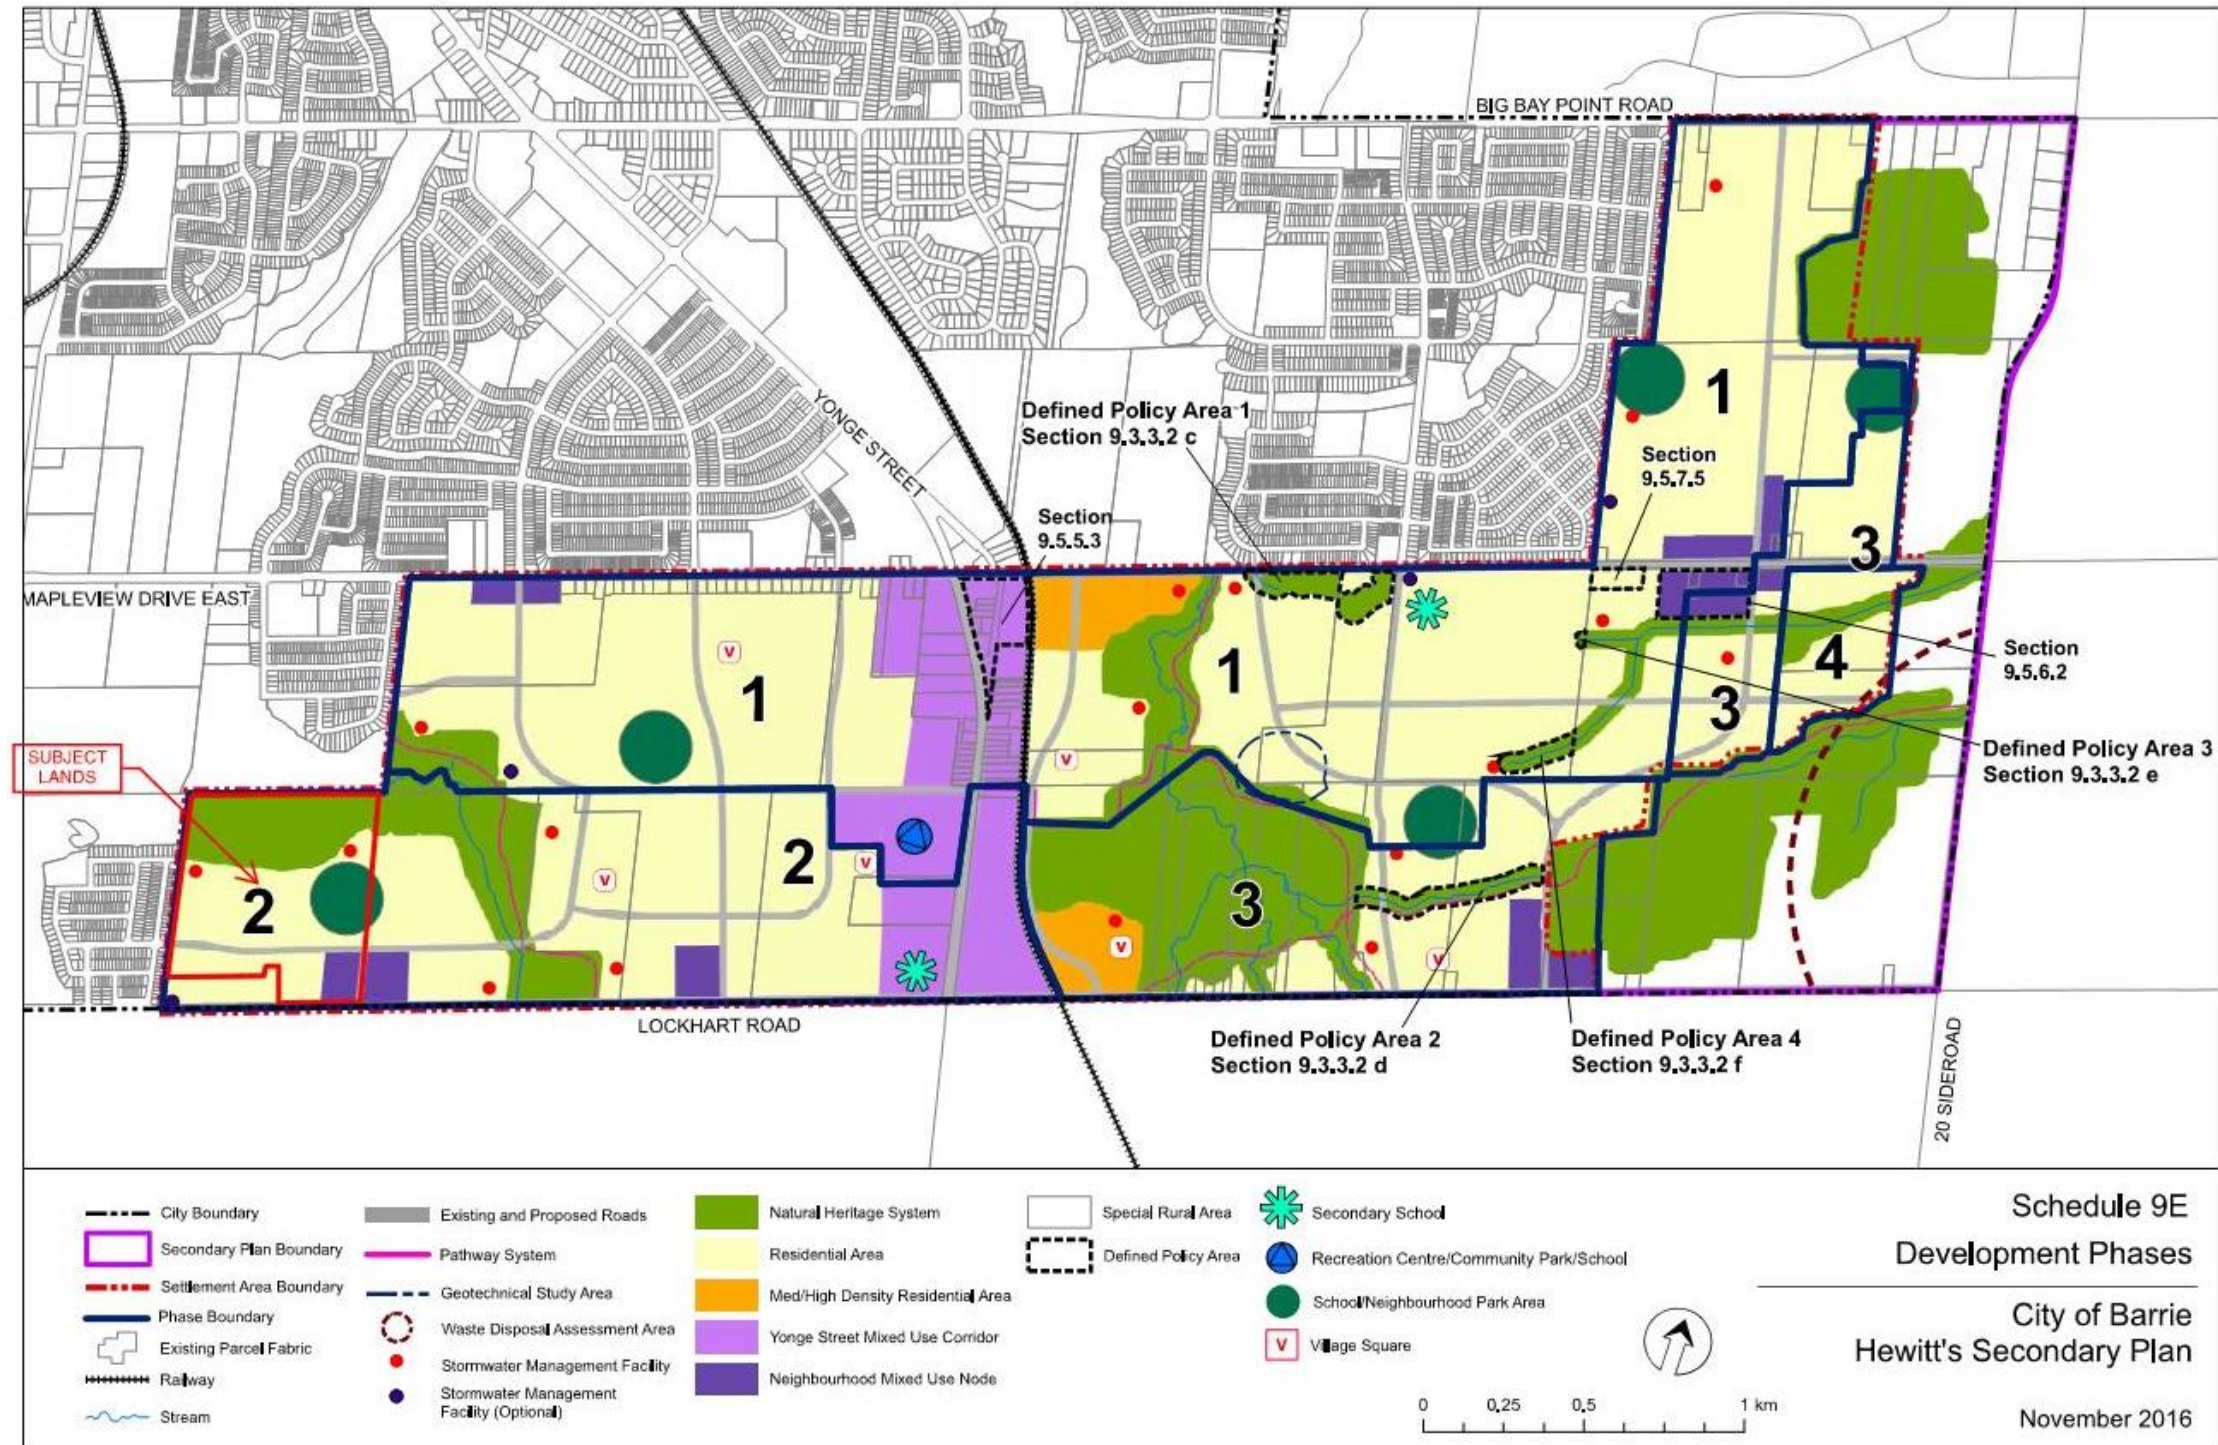 BIG BAY POINT ROAD
YONGE STREET
Defined Policy Area 1
Section 9.3.3.2 c
1
Section
9.5.7.5
Section
9.5.5.3
3
MAPLEVIEW DRIVE EAST
V
1
1
4
Section
9.5.6.2
3
SUBJECT
LANDS
V
Defined Policy Area 3
Section 9.3.3.2 e
2
V
V
2
3
V
V
LOCKHART ROAD
Defined Policy Area 2
Section 9.3.3.2 d
Defined Policy Area 4
Section 9.3.3.2 f
20 SIDEROAD
City Boundary
Secondary Plan Boundary
Settlement Area Boundary
Phase Boundary
Existing Parcel Fabric
Railway
Stream
Existing and Proposed Roads
Pathway System
Geotechnical Study Area
Waste Disposal Assessment Area
Stormwater Management Facility
Stormwater Management
Facility (Optional)
Natural Heritage System
Residential Area
Med/High Density Residential Area
Yonge Street Mixed Use Corridor
Neighbourhood Mixed Use Node
Special Rural Area
Defined Policy Area
Secondary School
Recreation Centre/Community Park/School
School/Neighbourhood Park Area
V Village Square
0 0.25 0.5 1 km
Schedule 9E
Development Phases
City of Barrie
Hewitt's Secondary Plan
November 2016